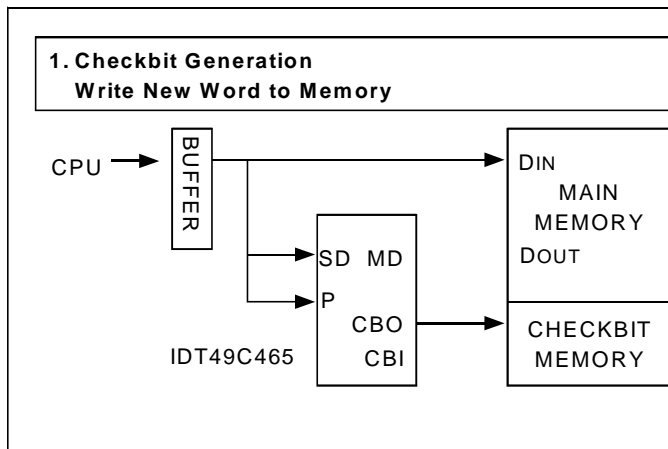 1. Checkbit Generation
Write New Word to Memory
CPU
BUFFER
DIN
MAIN
MEMORY
DOUT
SD MD
P
CBO
CBI
IDT49C465
CHECKBIT
MEMORY